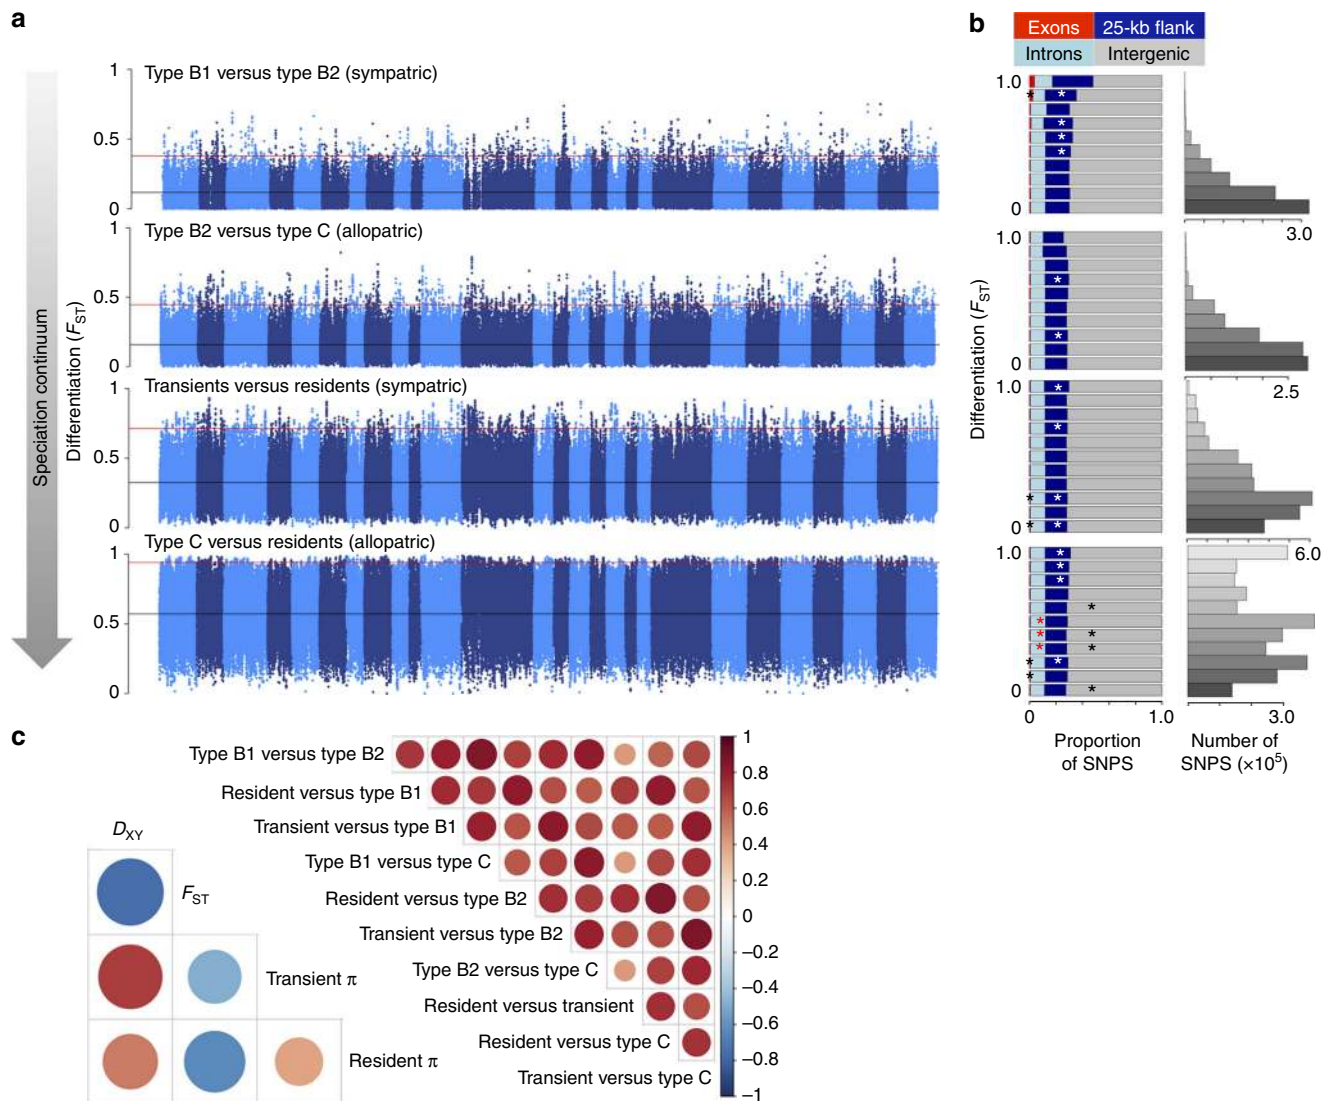 a
Speciation continuum
Differentiation (FST)
Type B1 versus type B2 (sympatric)
1
0.5
0
Type B2 versus type C (allopatric)
1
0.5
0
Transients versus residents (sympatric)
1
0.5
0
Type C versus residents (allopatric)
1
0.5
0
b
Exons 25-kb flank
Introns Intergenic
Differentiation (FST)
1.0
* *
*
*
*
0
3.0
1.0
*
*
0
2.5
1.0 *
*
* *
0 * *
6.0
1.0 *
*
*
*
*
* *
* *
* *
*
0 *
0 1.0
3.0
Proportion
of SNPS
Number of
SNPS (×10⁵)
c
DXY
FST
Transient π
Resident π
Type B1 versus type B2
Resident versus type B1
Transient versus type B1
Type B1 versus type C
Resident versus type B2
Transient versus type B2
Type B2 versus type C
Resident versus transient
Resident versus type C
Transient versus type C
1
0.8
0.6
0.4
0.2
0
−0.2
−0.4
−0.6
−0.8
−1